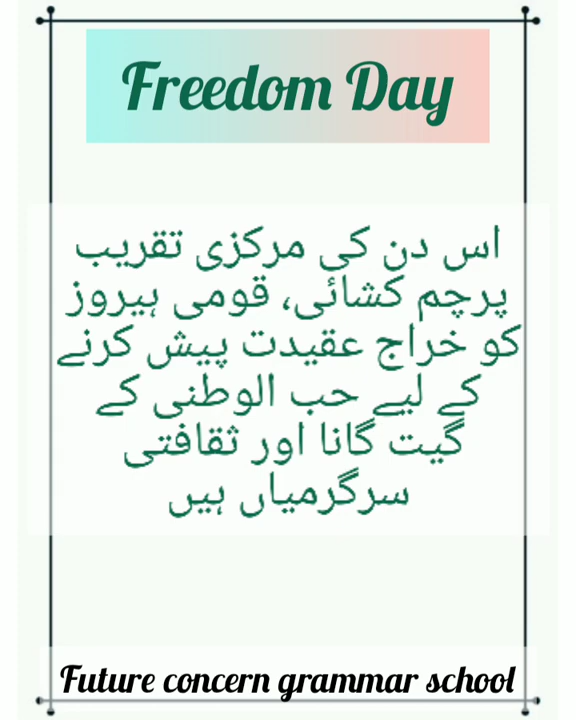 Freedom Day
اس دن کی مرکزی تقریب
پرچم کشائی، قومی ہیروز
کو خراج عقیدت پیش کرنے
کے لیے حب الوطنی کے
گیت گانا اور ثقافتی
سرگرمیاں ہیں
Future concern grammar school